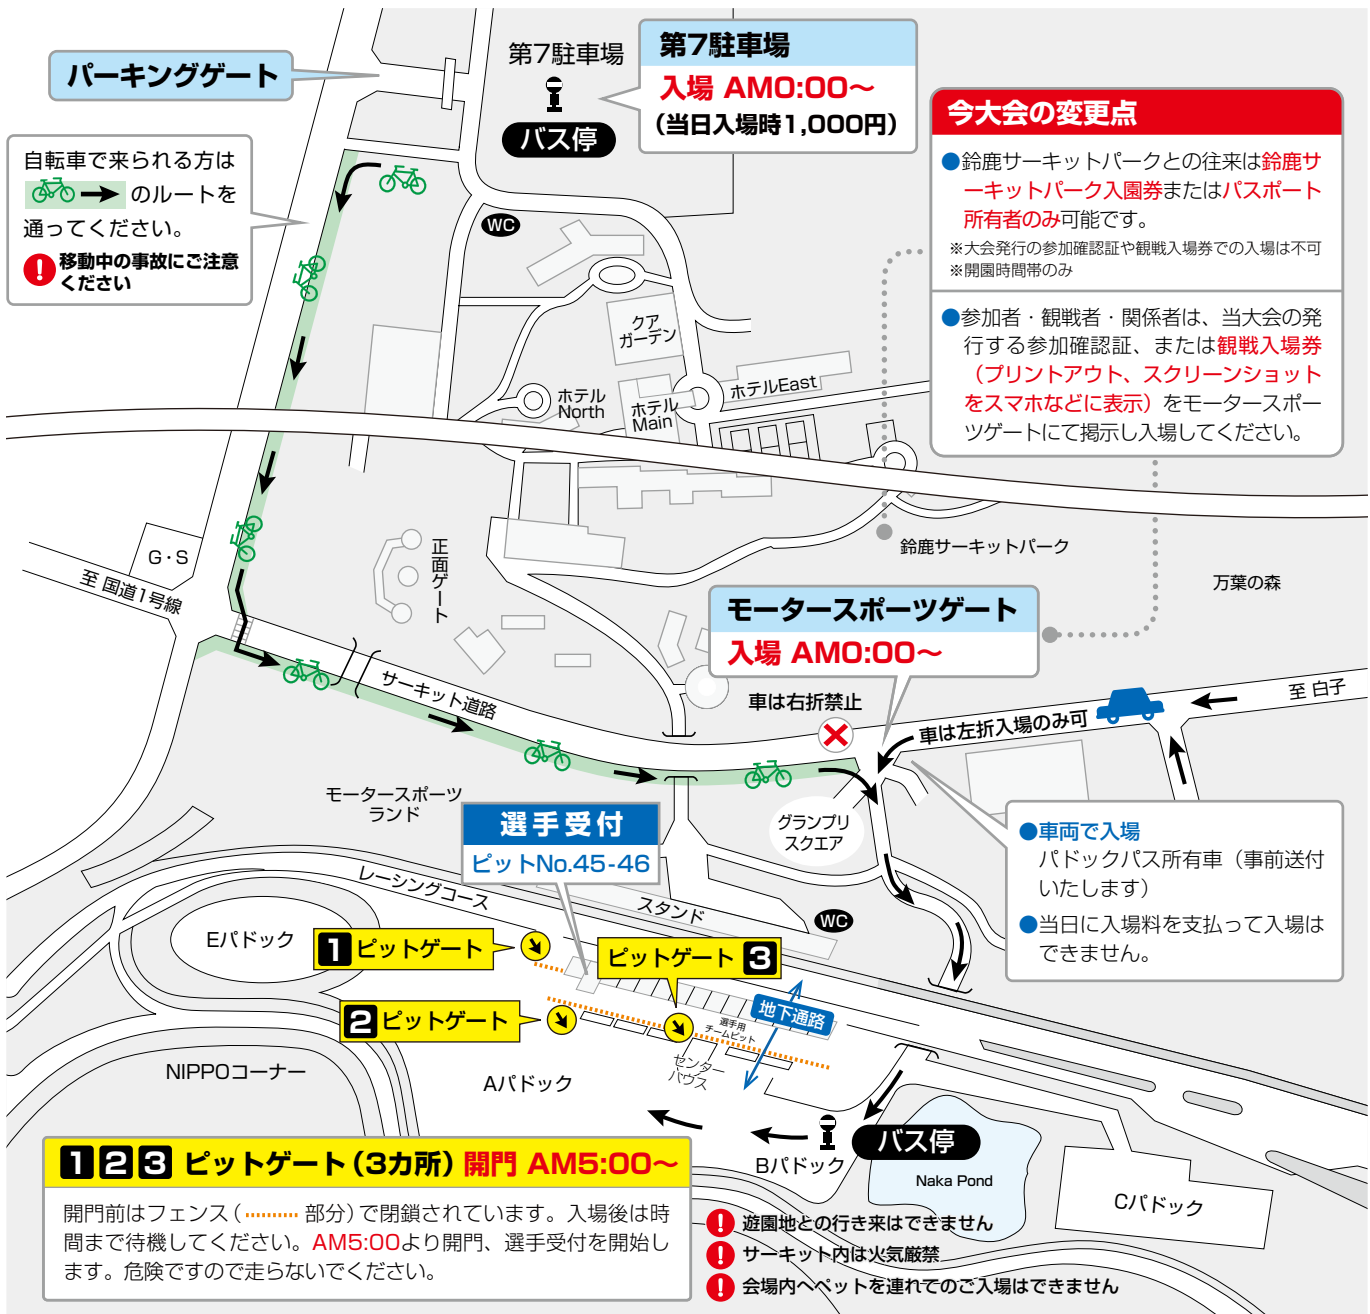 パーキングゲート
第7駐車場
バス停
第7駐車場
入場 AM0:00〜
（当日入場時1,000円）
自転車で来られる方は
のルートを
通ってください。
移動中の事故にご注意
ください
今大会の変更点
●鈴鹿サーキットパークとの往来は鈴鹿サ
ーキットパーク入園券またはパスポート
所有者のみ可能です。
※大会発行の参加確認証や観戦入場券での入場は不可
※開園時間帯のみ
●参加者・観戦者・関係者は、当大会の発
行する参加確認証、または観戦入場券
（プリントアウト、スクリーンショット
をスマホなどに表示）をモータースポー
ツゲートにて掲示し入場してください。
WC
クア
ガーデン
ホテル
North
ホテル
Main
ホテルEast
G・S
至 国道1号線
正面ゲート
鈴鹿サーキットパーク
万葉の森
モータースポーツゲート
入場 AM0:00〜
サーキット道路
車は右折禁止
車は左折入場のみ可
至 白子
モータースポーツ
ランド
選手受付
ピットNo.45-46
グランプリ
スクエア
●車両で入場
パドックパス所有車（事前送付
いたします）
●当日に入場料を支払って入場は
できません。
レーシングコース
スタンド
WC
Eパドック
1 ピットゲート
ピットゲート 3
2 ピットゲート
地下通路
選手用
チームピット
センター
ハウス
NIPPOコーナー
Aパドック
バス停
Bパドック
Naka Pond
Cパドック
1 2 3 ピットゲート（3カ所）開門 AM5:00〜
開門前はフェンス（ 部分）で閉鎖されています。入場後は時
間まで待機してください。AM5:00より開門、選手受付を開始し
ます。危険ですので走らないでください。
! 遊園地との行き来はできません
! サーキット内は火気厳禁
! 会場内へペットを連れてのご入場はできません